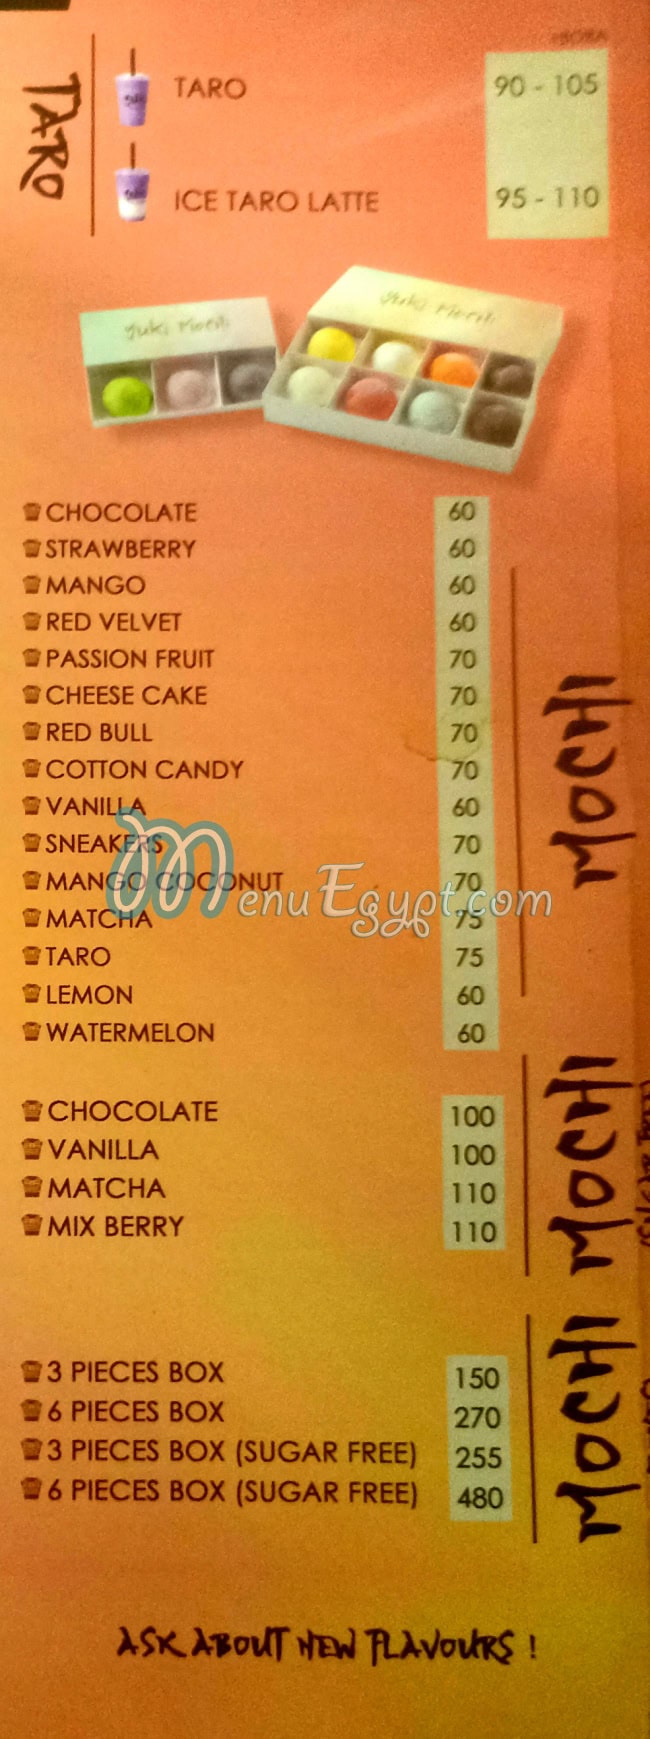 TARO
TARO 90 - 105
ICE TARO LATTE 95 - 110
yuki Mochi
yuki Mochi
CHOCOLATE 60
STRAWBERRY 60
MANGO 60
RED VELVET 60
PASSION FRUIT 70
CHEESE CAKE 70
RED BULL 70
COTTON CANDY 70
VANILLA 60
SNEAKERS 70
MANGO COCONUT 70
MenuEgypt.com
MATCHA 75
TARO 75
LEMON 60
WATERMELON 60
MOCHI
CHOCOLATE 100
VANILLA 100
MATCHA 110
MIX BERRY 110
MOCHI
3 PIECES BOX 150
6 PIECES BOX 270
3 PIECES BOX (SUGAR FREE) 255
6 PIECES BOX (SUGAR FREE) 480
MOCHI
ASK ABOUT NEW FLAVOURS !